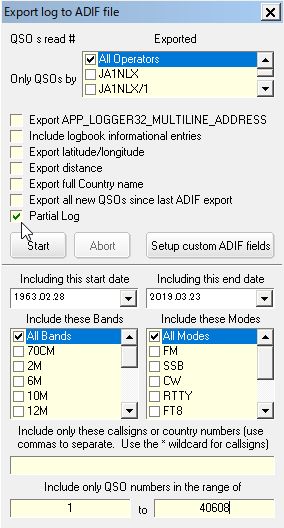 Export log to ADIF file
QSO s read # Exported
Only QSOs by
All Operators
JA1NLX
JA1NLX/1
Export APP_LOGGER32_MULTILINE_ADDRESS
Include logbook informational entries
Export latitude/longitude
Export distance
Export full Country name
Export all new QSOs since last ADIF export
Partial Log
Start Abort Setup custom ADIF fields
Including this start date Including this end date
1963.02.28 2019.03.23
Include these Bands Include these Modes
All Bands All Modes
70CM FM
2M SSB
6M CW
10M RTTY
12M FT8
Include only these callsigns or country numbers (use
commas to separate. Use the * wildcard for callsigns)
Include only QSO numbers in the range of
1 to 40608